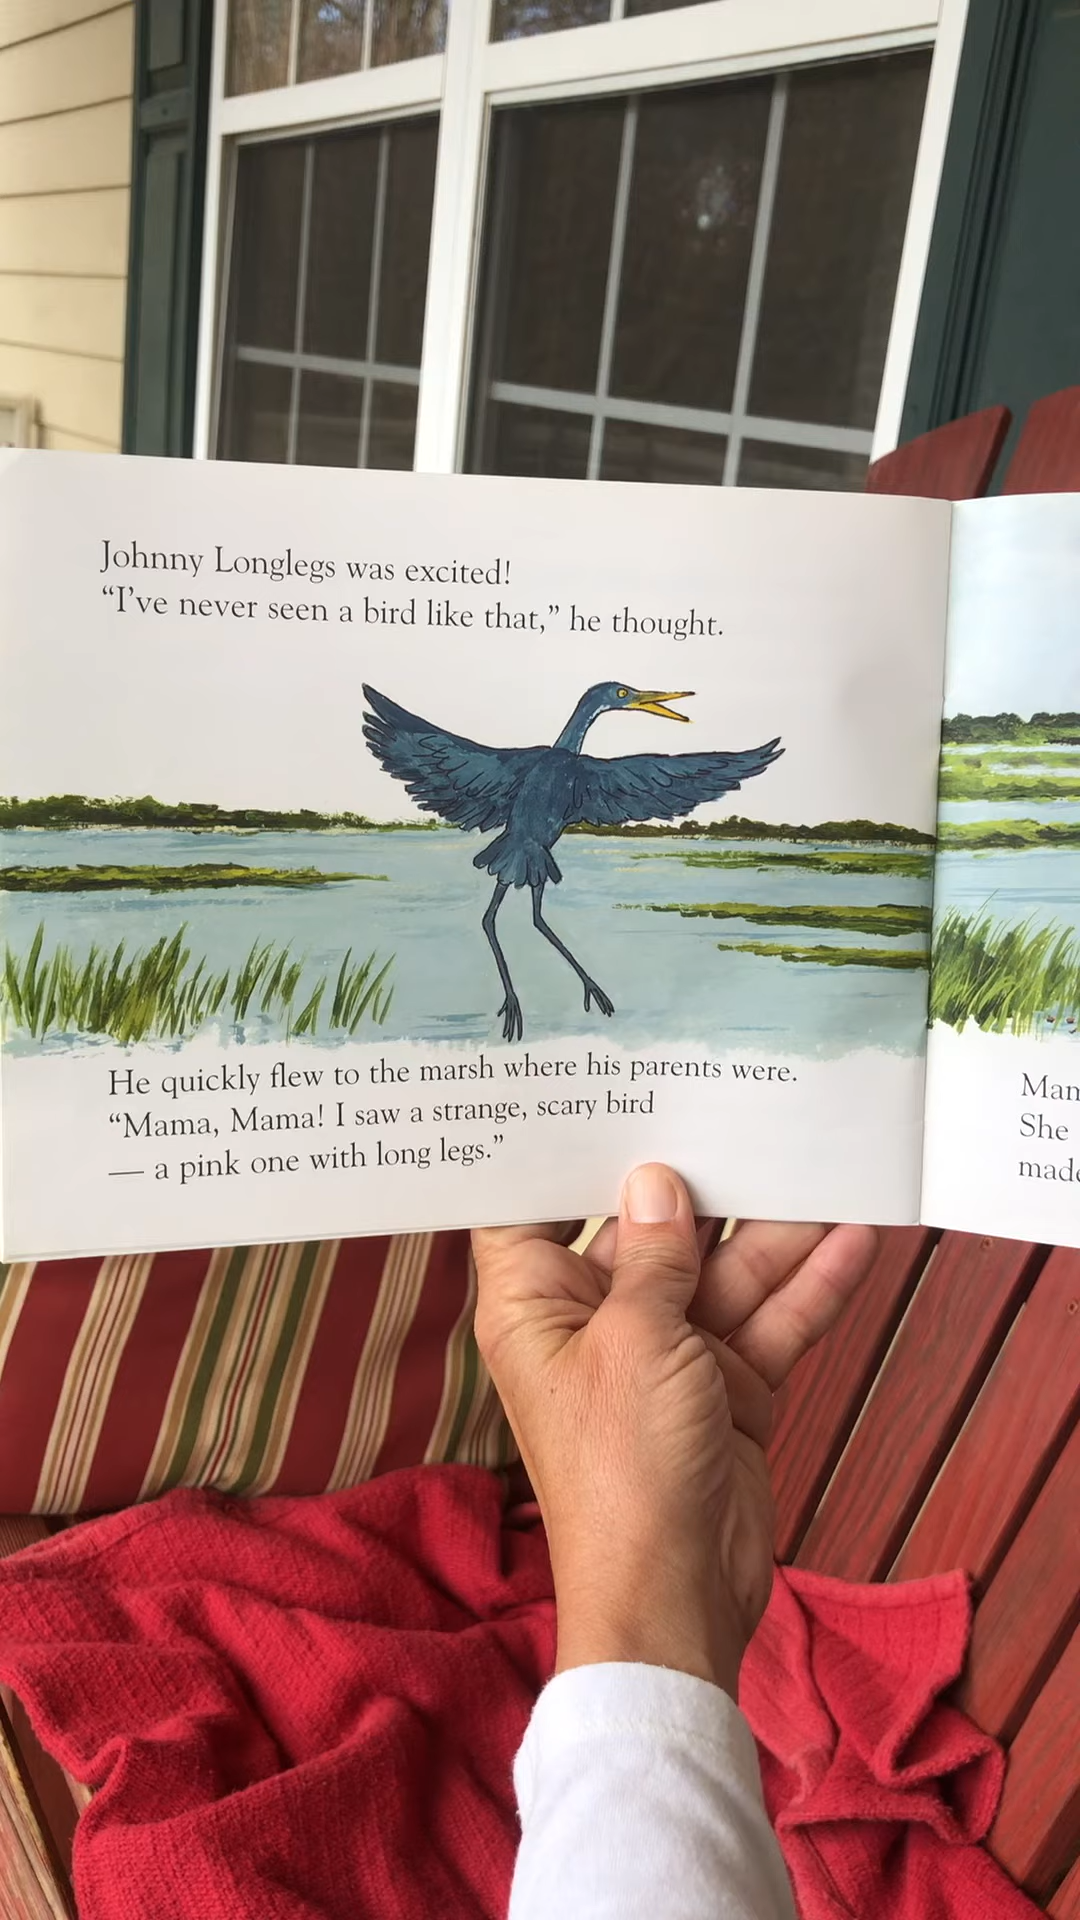 Johnny Longlegs was excited!
“I’ve never seen a bird like that,” he thought.
He quickly flew to the marsh where his parents were.
“Mama, Mama! I saw a strange, scary bird
— a pink one with long legs.”
She